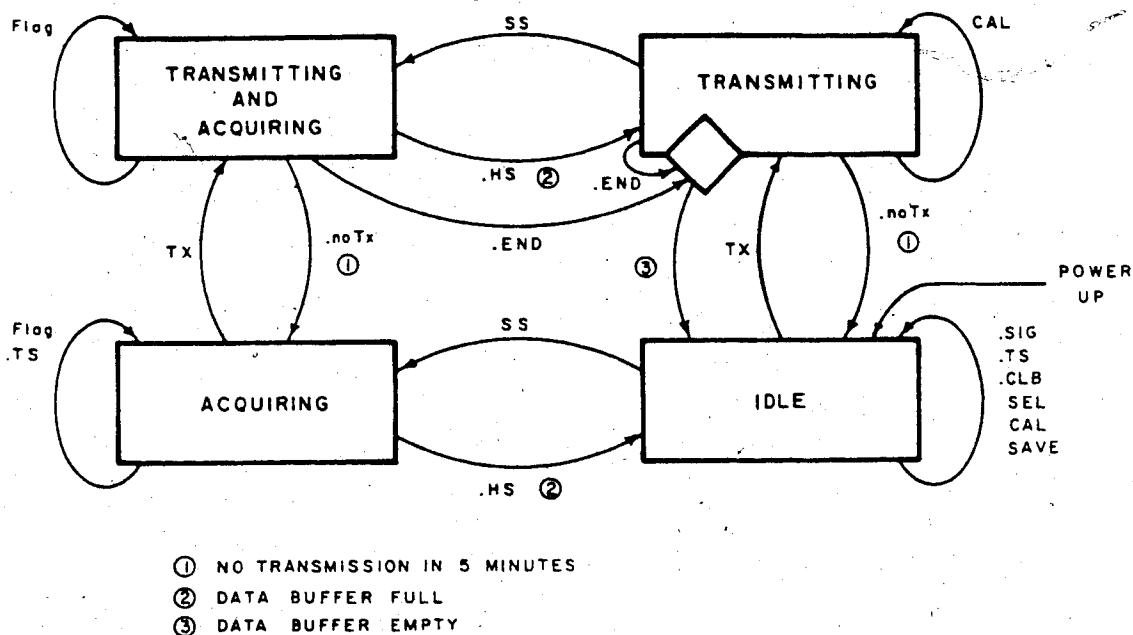 Flag
TRANSMITTING
AND
ACQUIRING
SS
TRANSMITTING
CAL
.HS ②
.END
.END
TX
.noTx
①
③
TX
.noTx
①
POWER
UP
Flag
.TS
ACQUIRING
SS
.HS ②
IDLE
.SIG
.TS
.CLB
SEL
CAL
SAVE
① NO TRANSMISSION IN 5 MINUTES
② DATA BUFFER FULL
③ DATA BUFFER EMPTY